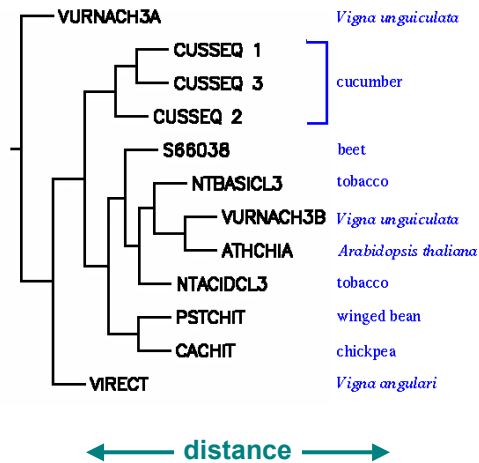 VURNACH3A Vigna unguiculata
CUSSEQ 1
CUSSEQ 3 cucumber
CUSSEQ 2
S66038 beet
NTBASICL3 tobacco
VURNACH3B Vigna unguiculata
ATHCHIA Arabidopsis thaliana
NTACIDCL3 tobacco
PSTCHIT winged bean
CACHIT chickpea
VIRECT Vigna angulari
distance